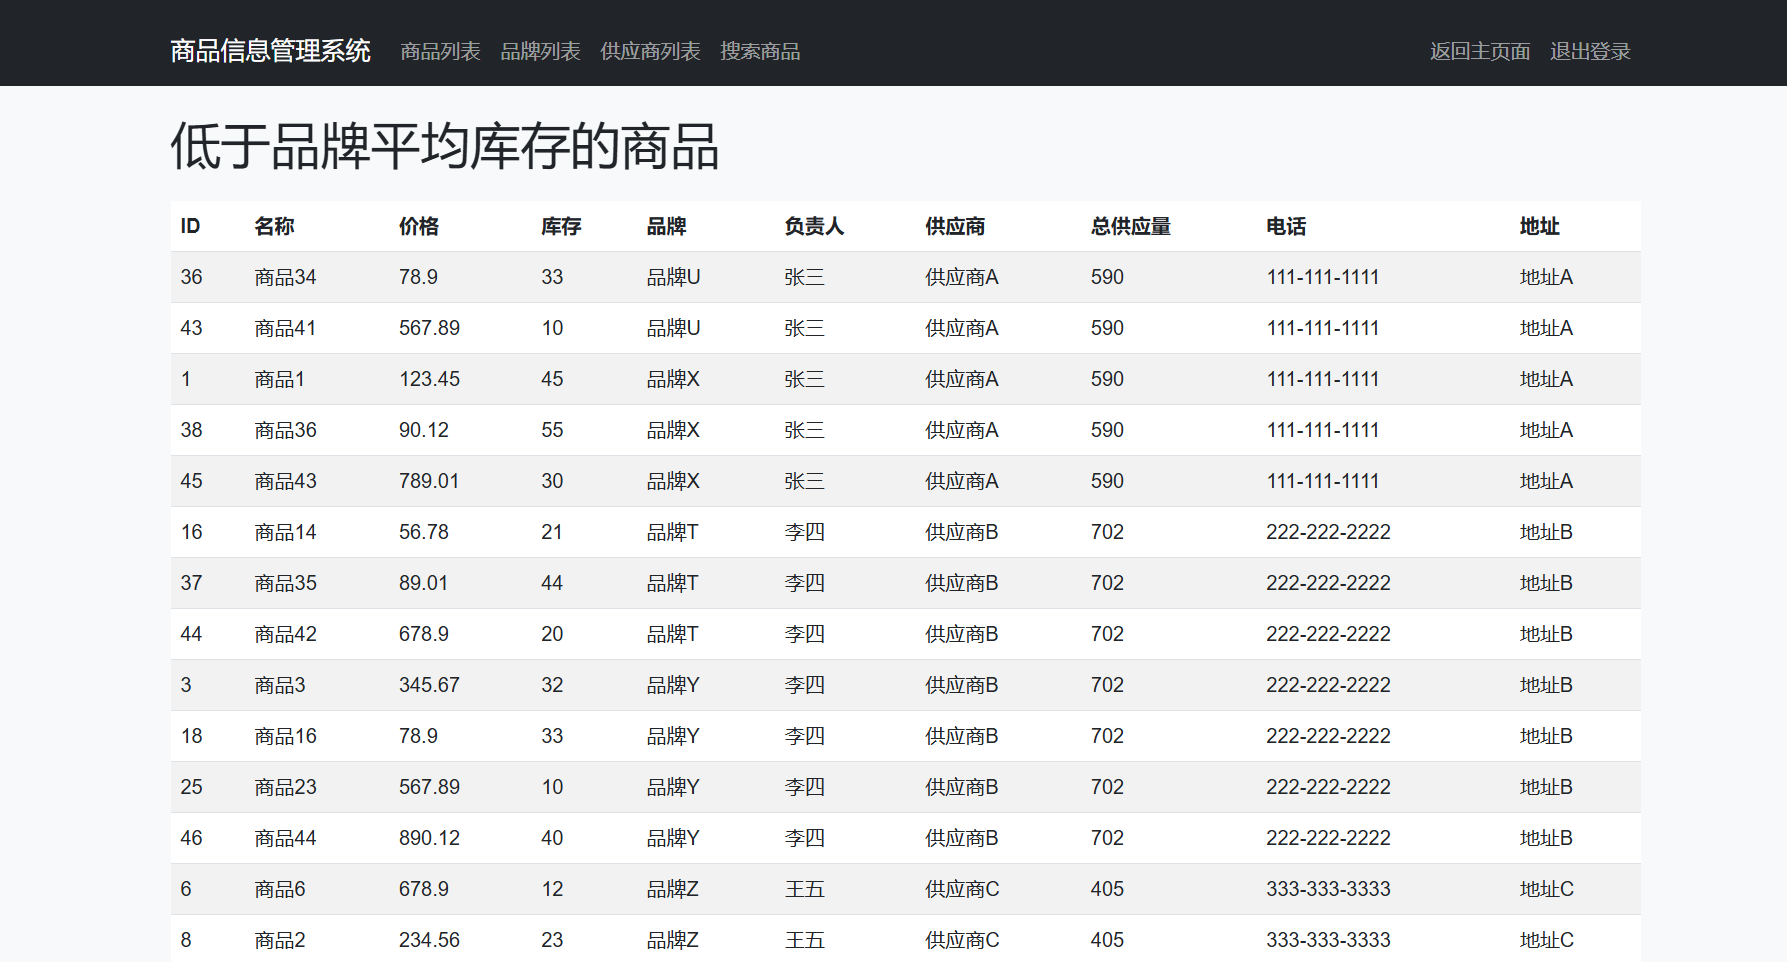 商品信息管理系统 商品列表 品牌列表 供应商列表 搜索商品 返回主页面 退出登录
低于品牌平均库存的商品
ID 名称 价格 库存 品牌 负责人 供应商 总供应量 电话 地址
36 商品34 78.9 33 品牌U 张三 供应商A 590 111-111-1111 地址A
43 商品41 567.89 10 品牌U 张三 供应商A 590 111-111-1111 地址A
1 商品1 123.45 45 品牌X 张三 供应商A 590 111-111-1111 地址A
38 商品36 90.12 55 品牌X 张三 供应商A 590 111-111-1111 地址A
45 商品43 789.01 30 品牌X 张三 供应商A 590 111-111-1111 地址A
16 商品14 56.78 21 品牌T 李四 供应商B 702 222-222-2222 地址B
37 商品35 89.01 44 品牌T 李四 供应商B 702 222-222-2222 地址B
44 商品42 678.9 20 品牌T 李四 供应商B 702 222-222-2222 地址B
3 商品3 345.67 32 品牌Y 李四 供应商B 702 222-222-2222 地址B
18 商品16 78.9 33 品牌Y 李四 供应商B 702 222-222-2222 地址B
25 商品23 567.89 10 品牌Y 李四 供应商B 702 222-222-2222 地址B
46 商品44 890.12 40 品牌Y 李四 供应商B 702 222-222-2222 地址B
6 商品6 678.9 12 品牌Z 王五 供应商C 405 333-333-3333 地址C
8 商品2 234.56 23 品牌Z 王五 供应商C 405 333-333-3333 地址C